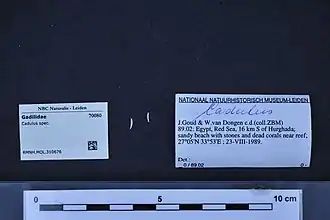 NBC Naturalis - Leiden
Gadilidae 70080
Cadulus spec.
RMNH.MOL.310676
NATIONAAL NATUURHISTORISCH MUSEUM-LEIDEN
Cadulus
J.Goud & W.van Dongen c.d.(coll.ZBM)
89.02: Egypt, Red Sea, 16 km S of Hurghada;
sandy beach with stones and dead corals near reef,
27°05'N 33°53'E ; 23-VIII-1989.
Det :
0 / 89.02
0 5 10 cm